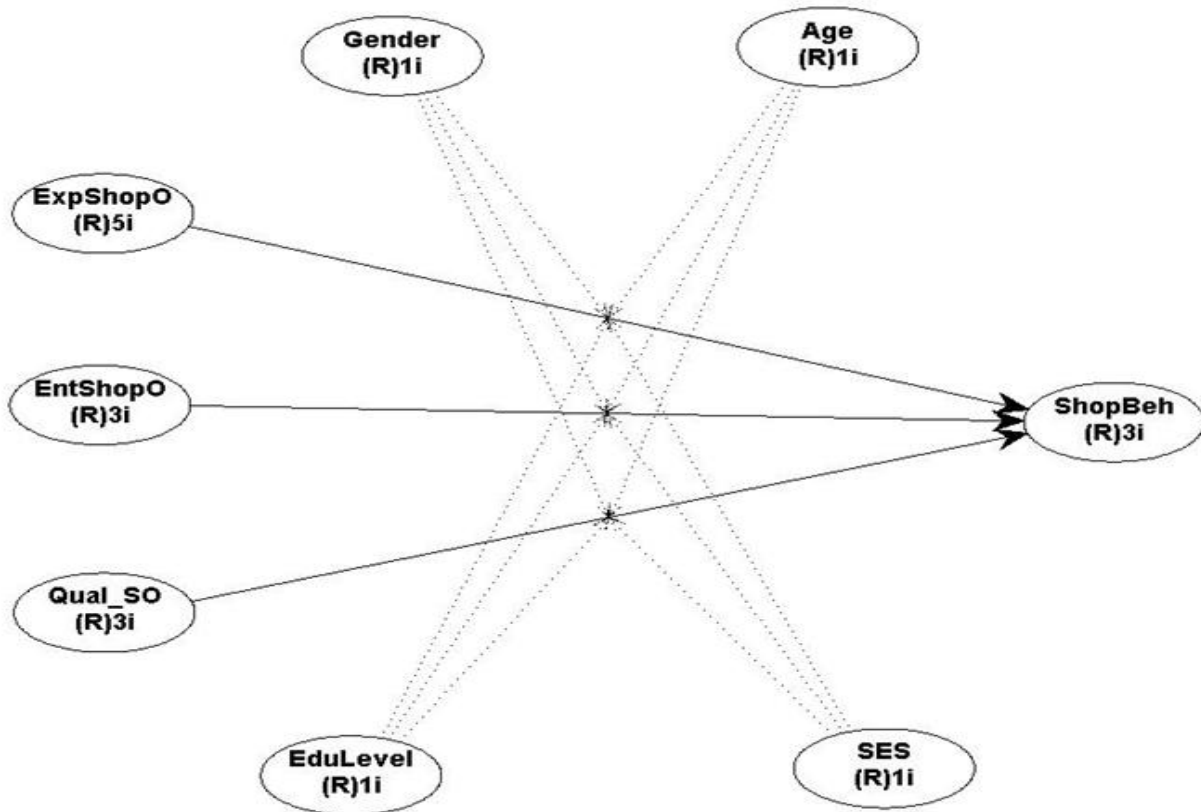 Gender
(R)1i
Age
(R)1i
ExpShopO
(R)5i
EntShopO
(R)3i
ShopBeh
(R)3i
Qual_SO
(R)3i
EduLevel
(R)1i
SES
(R)1i